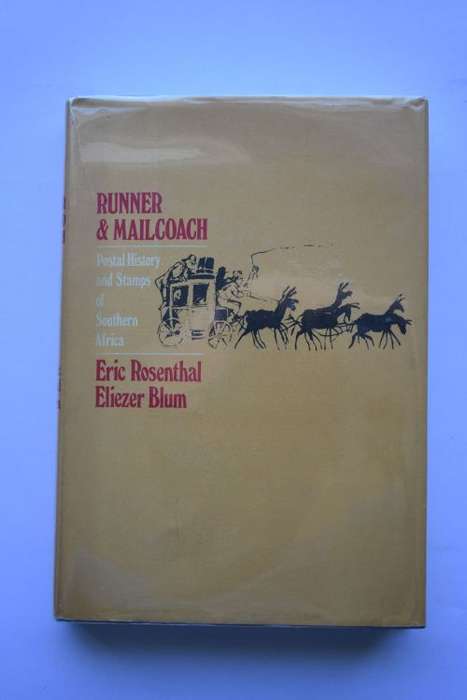 RUNNER
& MAILCOACH
Postal History
and Stamps
of
Southern
Africa
Eric Rosenthal
Eliezer Blum